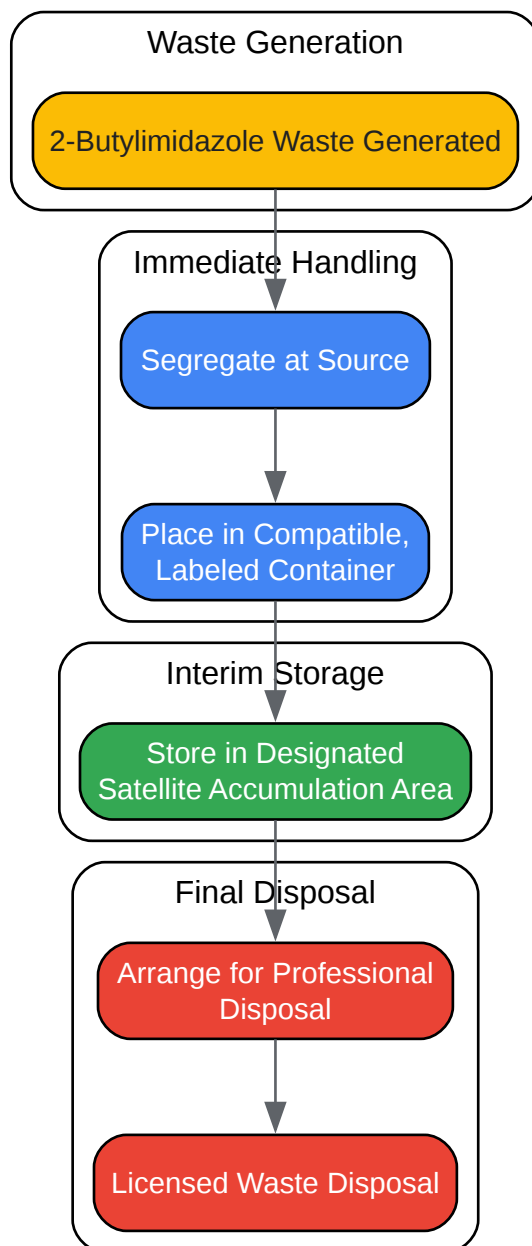 Waste Generation
2-Butylimidazole Waste Generated
Immediate Handling
Segregate at Source
Place in Compatible,
Labeled Container
Interim Storage
Store in Designated
Satellite Accumulation Area
Final Disposal
Arrange for Professional
Disposal
Licensed Waste Disposal